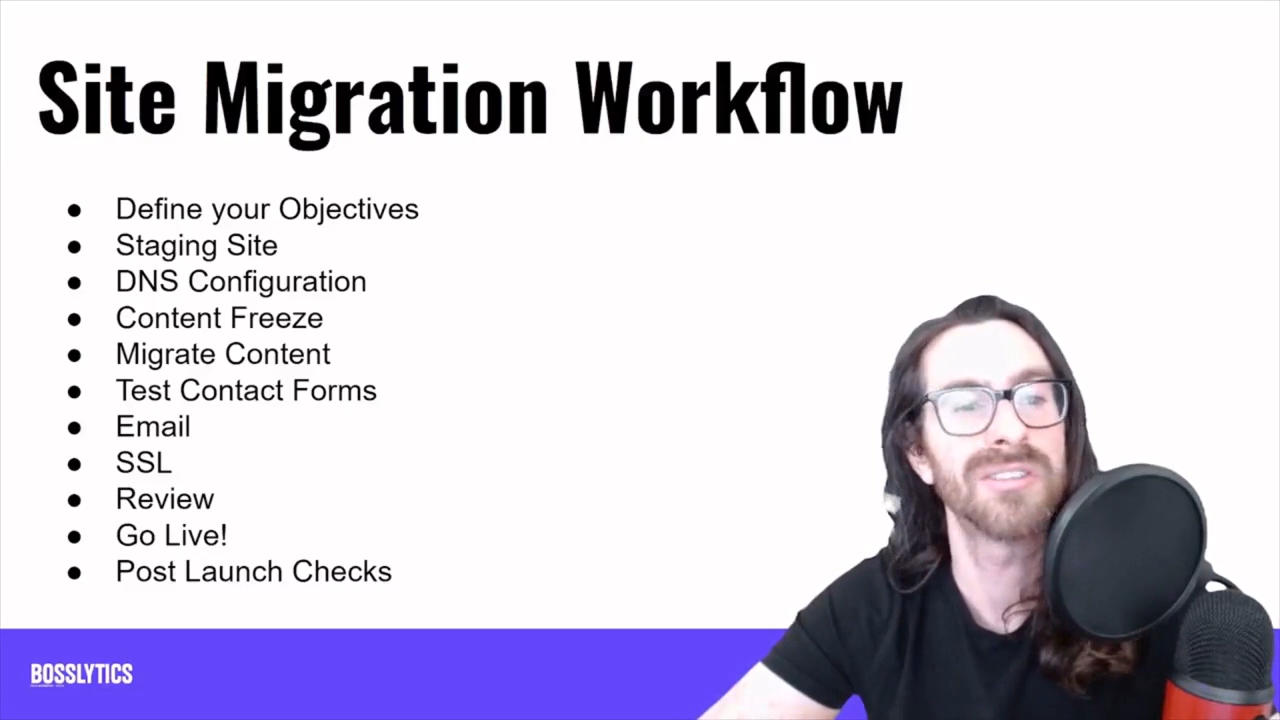 Site Migration Workflow
● Define your Objectives
● Staging Site
● DNS Configuration
● Content Freeze
● Migrate Content
● Test Contact Forms
● Email
● SSL
● Review
● Go Live!
● Post Launch Checks
BOSSLYTICS